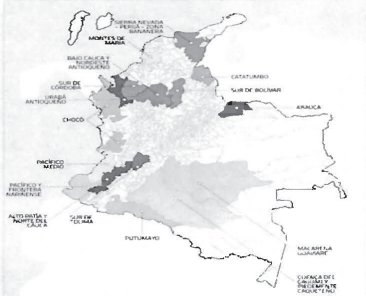 SIERRA NEVADA
- PERIJÁ - ZONA
BANANERA
MONTES DE
MARÍA
BAJO CAUCA Y
NORDESTE
ANTIOQUEÑO
SUR DE
CÓRDOBA
URABÁ
ANTIOQUEÑO
CHOCÓ
CATATUMBO
SUR DE BOLÍVAR
ARAUCA
PACÍFICO
MEDIO
PACÍFICO Y
FRONTERA
NARIÑENSE
ALTO PATÍA Y
NORTE DEL
CAUCA
SUR DE
TOLIMA
PUTUMAYO
MACARENA
GUAVIARE
CUENCA DEL
CAGUÁN Y
PIEDEMONTE
CAQUETEÑO